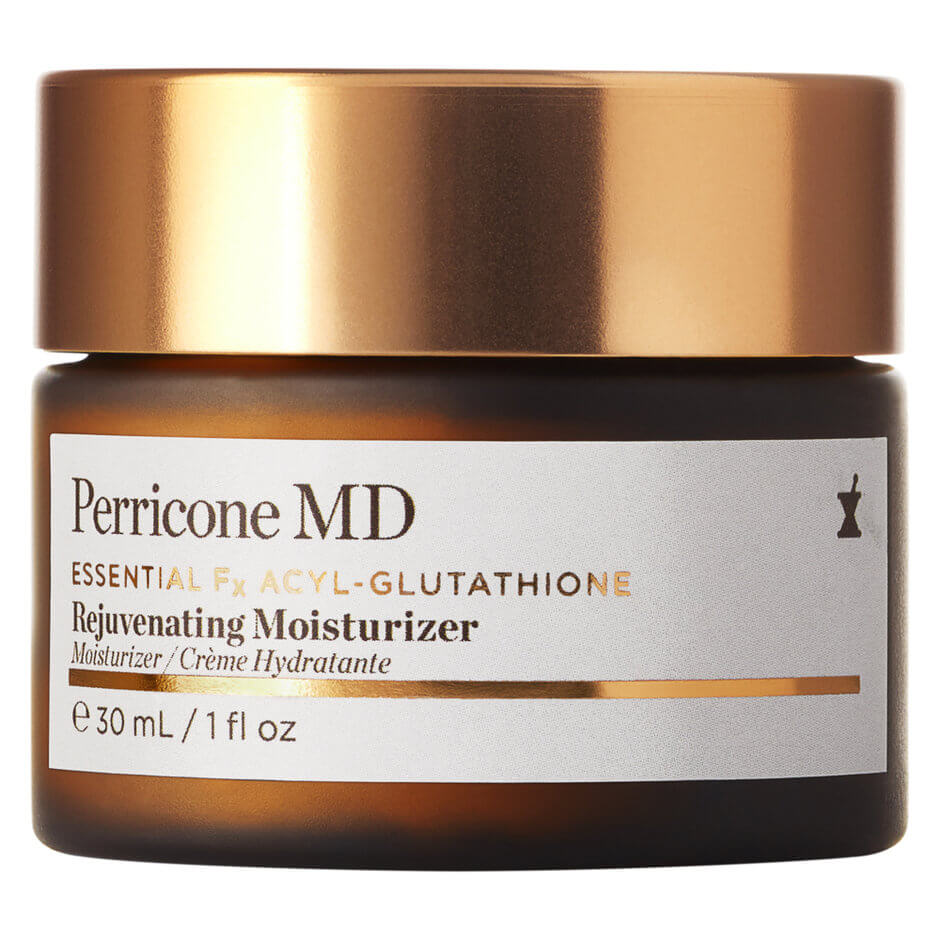 Perricone MD
ESSENTIAL Fx ACYL-GLUTATHIONE
Rejuvenating Moisturizer
Moisturizer / Crème Hydratante
℮ 30 mL / 1 fl oz